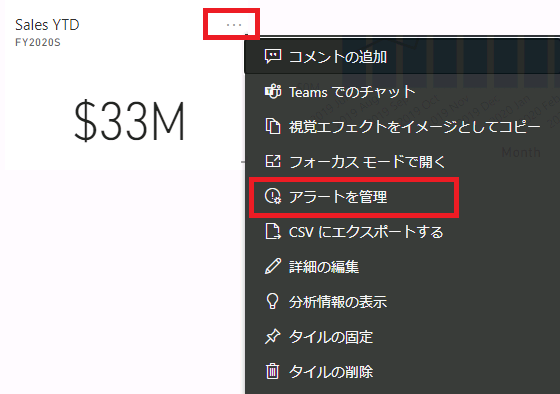 Sales YTD
FY2020S
...
$33M
コメントの追加
Teams でのチャット
視覚エフェクトをイメージとしてコピー
フォーカス モードで開く
アラートを管理
CSV にエクスポートする
詳細の編集
分析情報の表示
タイルの固定
タイルの削除
Month